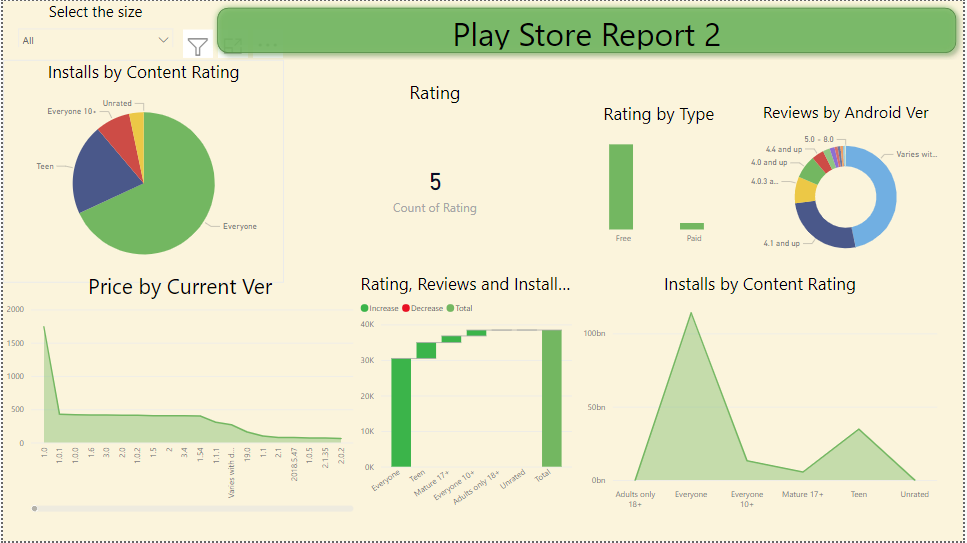 Select the size
All
Play Store Report 2
Installs by Content Rating
Unrated
Everyone 10+
Teen
Everyone
Rating
5
Count of Rating
Rating by Type
Free
Paid
Reviews by Android Ver
5.0 - 8.0
4.4 and up
4.0 and up
4.0.3 a...
4.1 and up
Varies wit...
Price by Current Ver
2000
1500
1000
500
0
1.0
1.0.1
1.0.0
1.6
3.0
2.0
1.0.2
1.5
2
3.4
1.54
1.1.1
Varies with d...
19.0
1.1
2.1
2018.5.47
1.0.5
2.1.35
2.0.2
Rating, Reviews and Install...
Increase Decrease Total
40K
30K
20K
10K
0K
Everyone
Teen
Mature 17+
Everyone 10+
Adults only 18+
Unrated
Total
Installs by Content Rating
100bn
50bn
0bn
Adults only
18+
Everyone
Everyone
10+
Mature 17+
Teen
Unrated